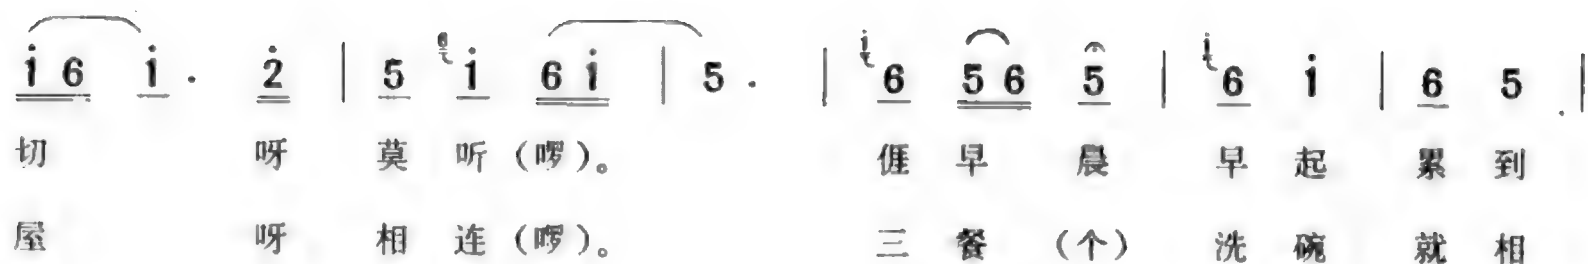 i 6 i · 2 | 5 i 6 i | 5 · | 6 5 6 5 | 6 i | 6 5 |
切 呀 莫 听 (啰)。 𠊎 早 晨 早 起 累 到
屋 呀 相 连 (啰)。 三 餐 (个) 洗 碗 就 相